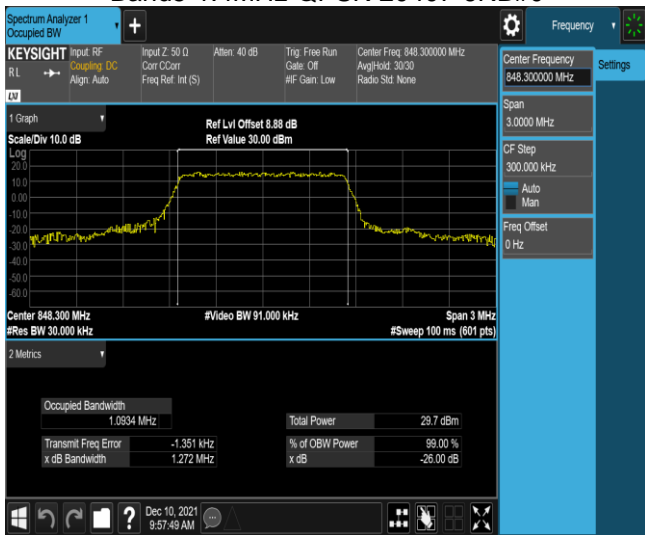 Spectrum Analyzer 1
Occupied BW
+
Frequency
KEYSIGHT
Input: RF
Input Z: 50 Ω
Atten: 40 dB
Trig: Free Run
Center Freq: 848.300000 MHz
RL
Coupling: DC
Corr CCorr
Gate: Off
Avg|Hold: 30/30
Align: Auto
Freq Ref: Int (S)
#IF Gain: Low
Radio Std: None
Center Frequency
848.300000 MHz
Settings
Span
3.0000 MHz
CF Step
300.000 kHz
Auto
Man
Freq Offset
0 Hz
1 Graph
Ref Lvl Offset 8.88 dB
Scale/Div 10.0 dB
Ref Value 30.00 dBm
Log
20.0
10.0
0.00
-10.0
-20.0
-30.0
-40.0
-50.0
-60.0
Center 848.300 MHz
#Video BW 91.000 kHz
Span 3 MHz
#Res BW 30.000 kHz
#Sweep 100 ms (601 pts)
2 Metrics
Occupied Bandwidth
1.0934 MHz
Total Power
29.7 dBm
Transmit Freq Error
-1.351 kHz
% of OBW Power
99.00 %
x dB Bandwidth
1.272 MHz
x dB
-26.00 dB
?
Dec 10, 2021
9:57:49 AM